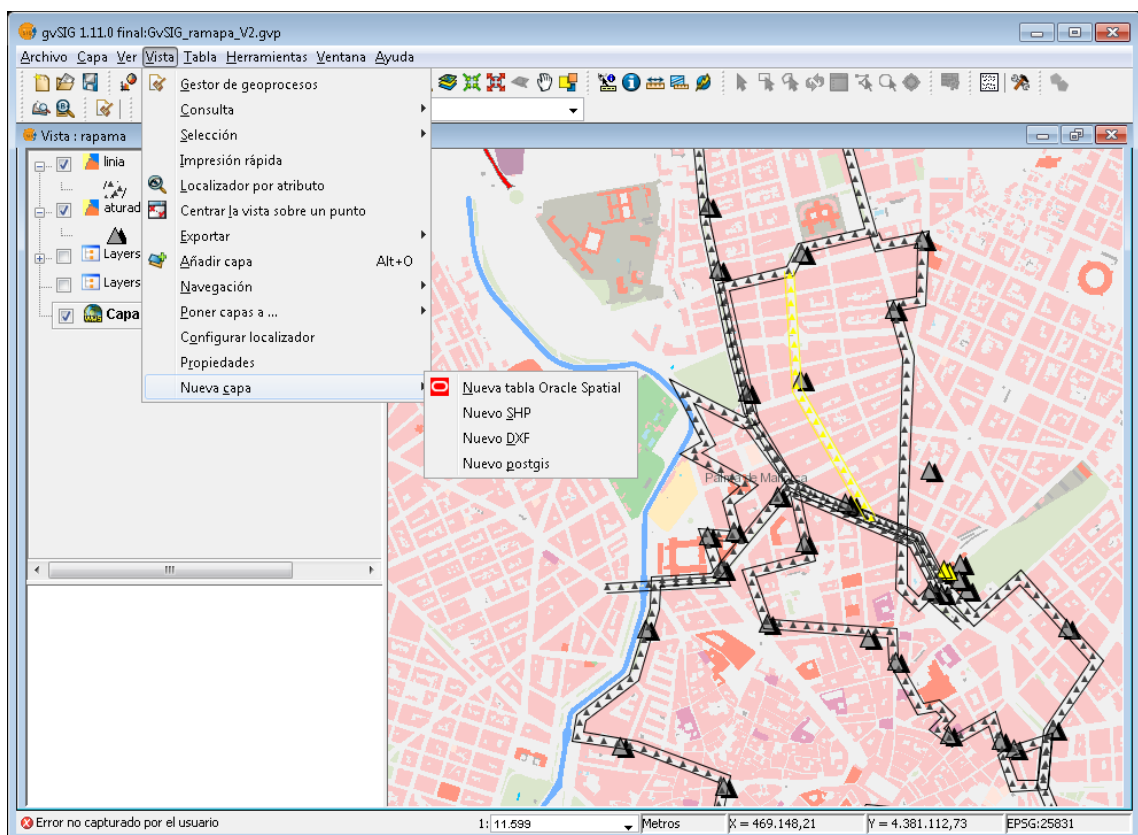 gvSIG 1.11.0 final:GvSIG_ramapa_V2.gvp
Archivo Capa Ver Vista Tabla Herramientas Ventana Ayuda
Vista : rapama
linia
aturad
Layers
Layers
Capa
Gestor de geoprocesos
Consulta
Selección
Impresión rápida
Localizador por atributo
Centrar la vista sobre un punto
Exportar
Añadir capa Alt+O
Navegación
Poner capas a ...
Configurar localizador
Propiedades
Nueva capa
Nueva tabla Oracle Spatial
Nuevo SHP
Nuevo DXF
Nuevo postgis
Palma de Mallorca
Error no capturado por el usuario 1: 11.599 Metros X = 469.148,21 Y = 4.381.112,73 EPSG:25831